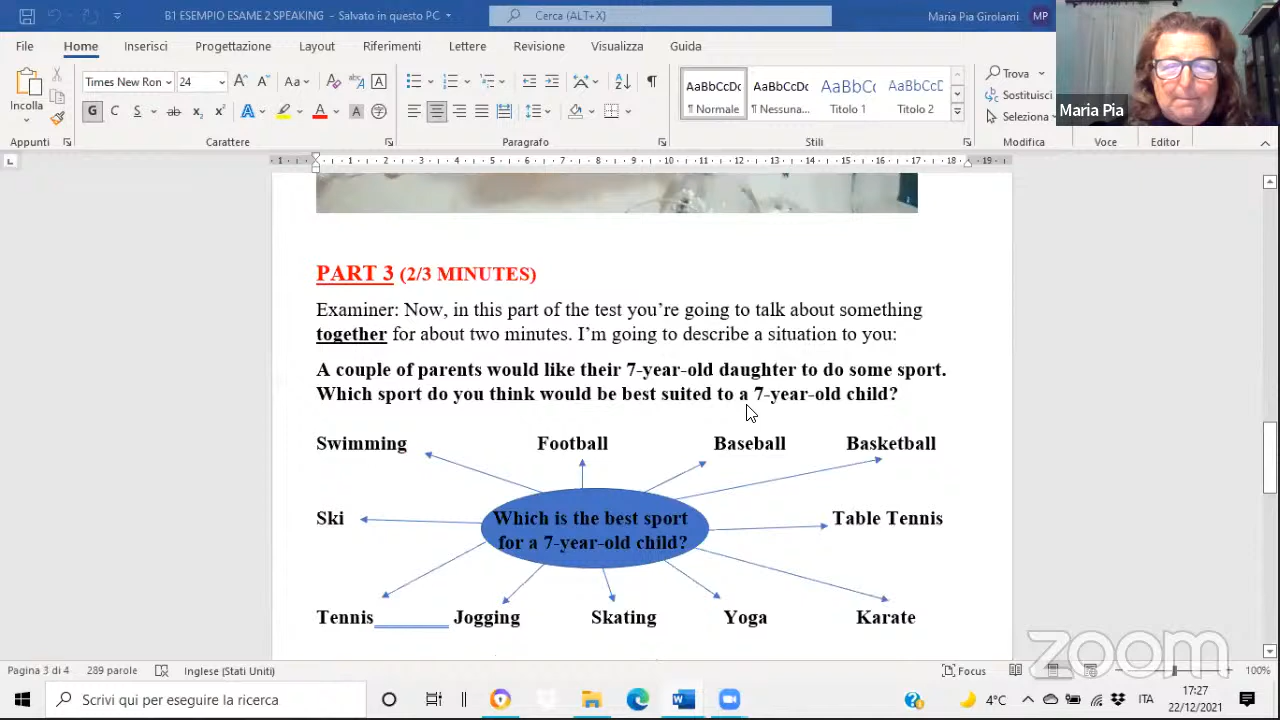 B1 ESEMPIO ESAME 2 SPEAKING - Salvato in questo PC
Cerca (ALT+X)
Maria Pia Girolami MP
File Home Inserisci Progettazione Layout Riferimenti Lettere Revisione Visualizza Guida
Incolla
Times New Ron 24
G C S ab x₂ x²
Appunti Carattere Paragrafo Stili Modifica Voce Editor
AaBbCcDc AaBbCcDc AaBbCc AaBbCcD
¶ Normale ¶ Nessuna... Titolo 1 Titolo 2
Trova
Sostituisci
Seleziona
Maria Pia
PART 3 (2/3 MINUTES)
Examiner: Now, in this part of the test you’re going to talk about something
together for about two minutes. I’m going to describe a situation to you:
A couple of parents would like their 7-year-old daughter to do some sport.
Which sport do you think would be best suited to a 7-year-old child?
Swimming Football Baseball Basketball
Ski Which is the best sport Table Tennis
for a 7-year-old child?
Tennis________ Jogging Skating Yoga Karate
zoom
Pagina 3 di 4 289 parole Inglese (Stati Uniti) Focus 100%
Scrivi qui per eseguire la ricerca
4°C ITA 17:27
22/12/2021